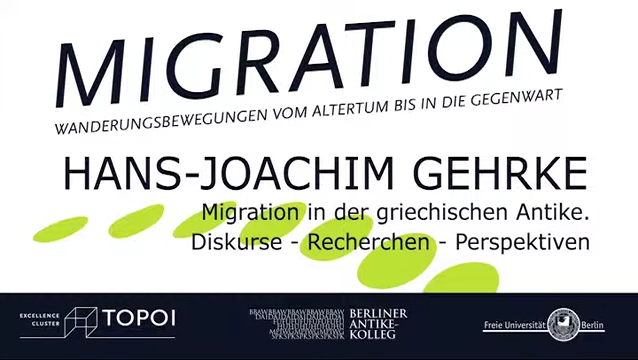 MIGRATION
WANDERUNGSBEWEGUNGEN VOM ALTERTUM BIS IN DIE GEGENWART
HANS-JOACHIM GEHRKE
Migration in der griechischen Antike.
Diskurse - Recherchen - Perspektiven
EXCELLENCE
CLUSTER
TOPOI
BERLINER
ANTIKE-
KOLLEG
Freie Universität
Berlin